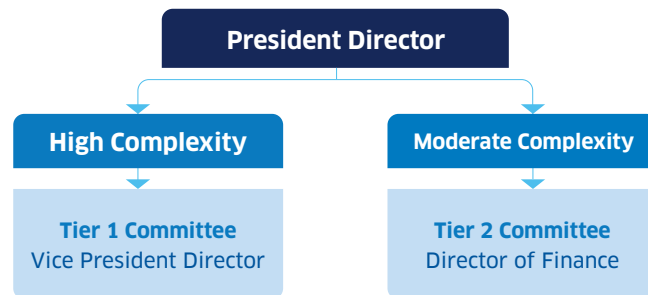 President Director
High Complexity
Moderate Complexity
Tier 1 Committee
Vice President Director
Tier 2 Committee
Director of Finance